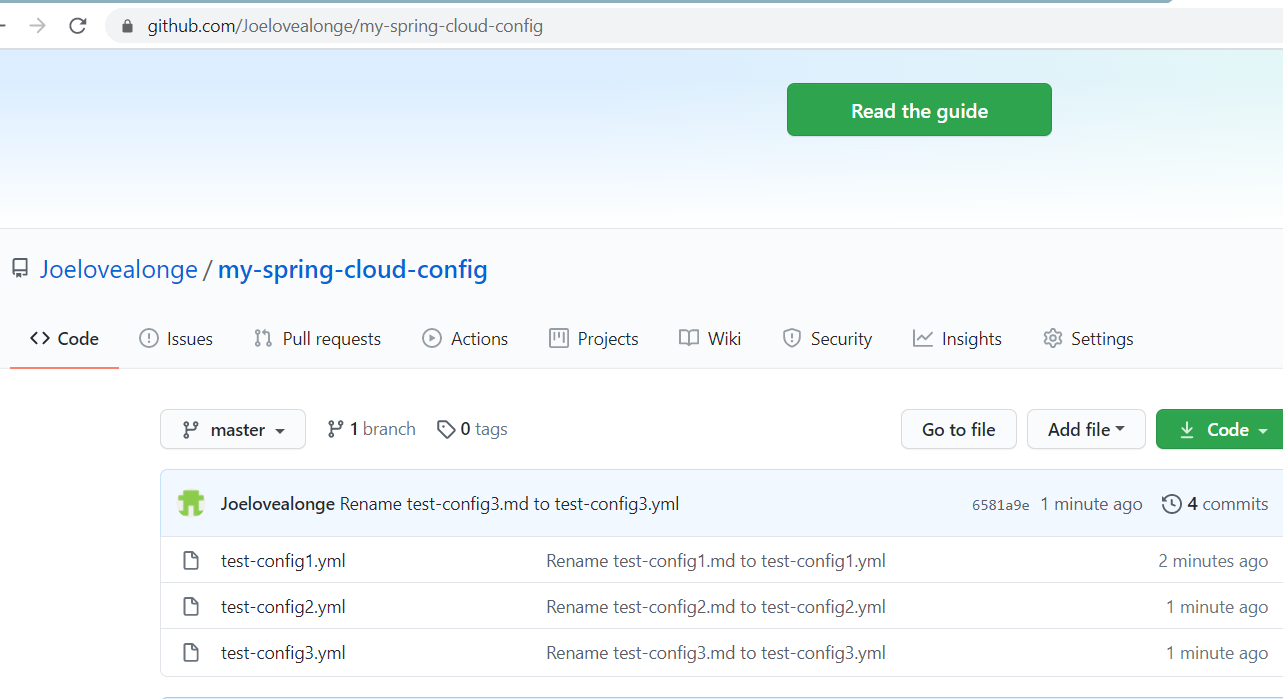 github.com/Joelovealonge/my-spring-cloud-config
Read the guide
Joelovealonge / my-spring-cloud-config
Code Issues Pull requests Actions Projects Wiki Security Insights Settings
master 1 branch 0 tags Go to file Add file Code
Joelovealonge Rename test-config3.md to test-config3.yml 6581a9e 1 minute ago 4 commits
test-config1.yml Rename test-config1.md to test-config1.yml 2 minutes ago
test-config2.yml Rename test-config2.md to test-config2.yml 1 minute ago
test-config3.yml Rename test-config3.md to test-config3.yml 1 minute ago